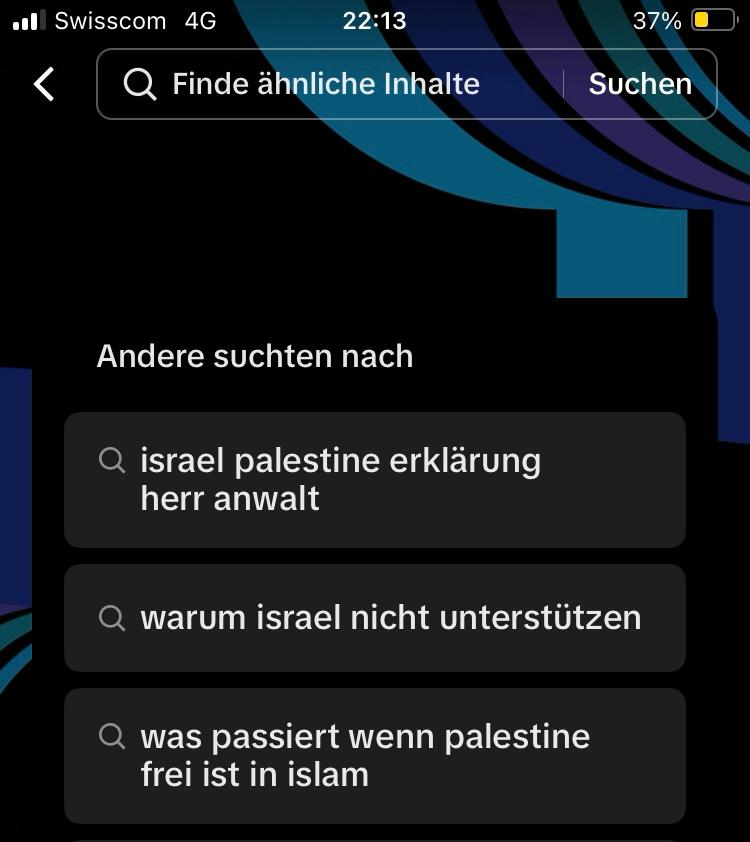 Swisscom 4G 22:13 37%
Finde ähnliche Inhalte Suchen
Andere suchten nach
israel palestine erklärung
herr anwalt
warum israel nicht unterstützen
was passiert wenn palestine
frei ist in islam